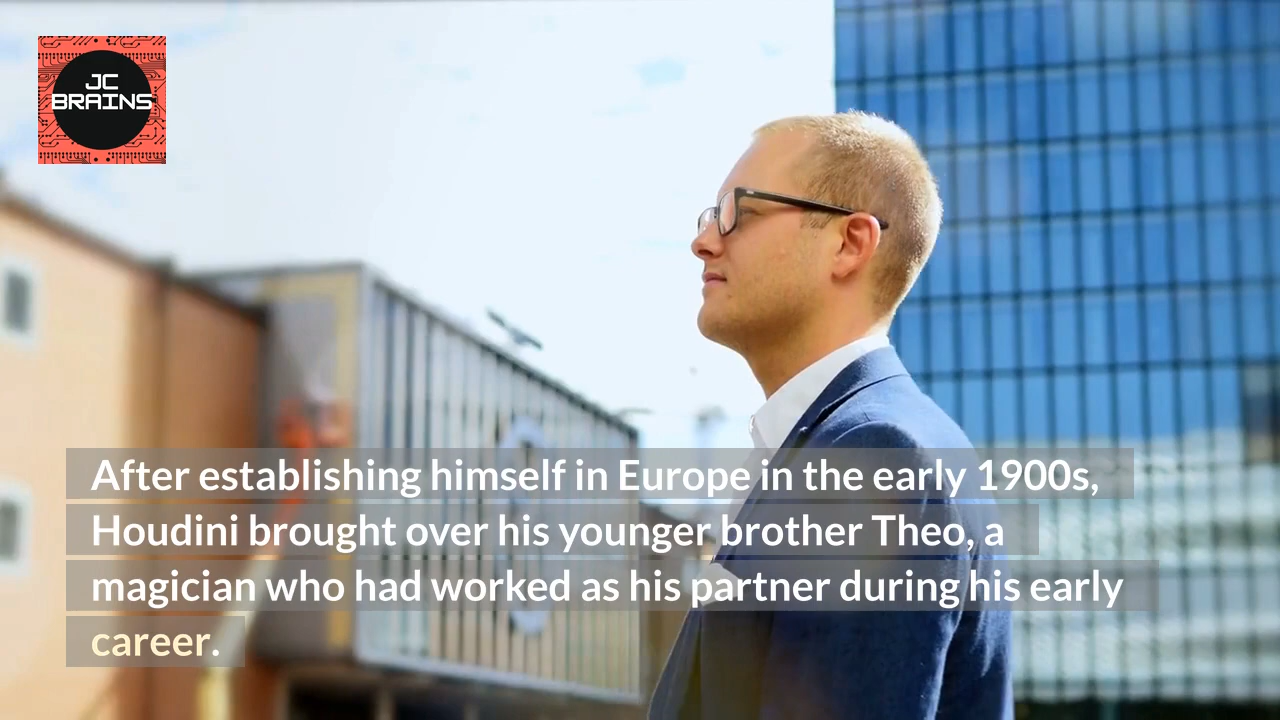 JC
BRAINS
After establishing himself in Europe in the early 1900s,
Houdini brought over his younger brother Theo, a
magician who had worked as his partner during his early
career.